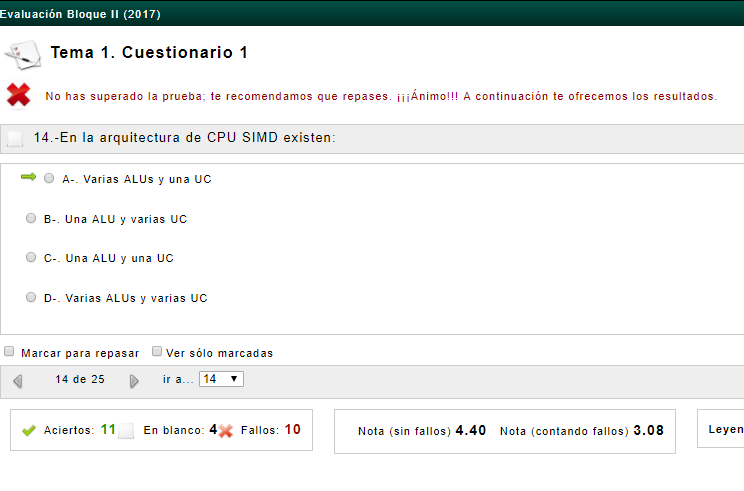 Evaluación Bloque II (2017)
Tema 1. Cuestionario 1
No has superado la prueba; te recomendamos que repases. ¡¡¡Ánimo!!! A continuación te ofrecemos los resultados.
14.-En la arquitectura de CPU SIMD existen:
A-. Varias ALUs y una UC
B-. Una ALU y varias UC
C-. Una ALU y una UC
D-. Varias ALUs y varias UC
Marcar para repasar Ver sólo marcadas
14 de 25 ir a... 14
Aciertos: 11 En blanco: 4 Fallos: 10 Nota (sin fallos) 4.40 Nota (contando fallos) 3.08 Leyen